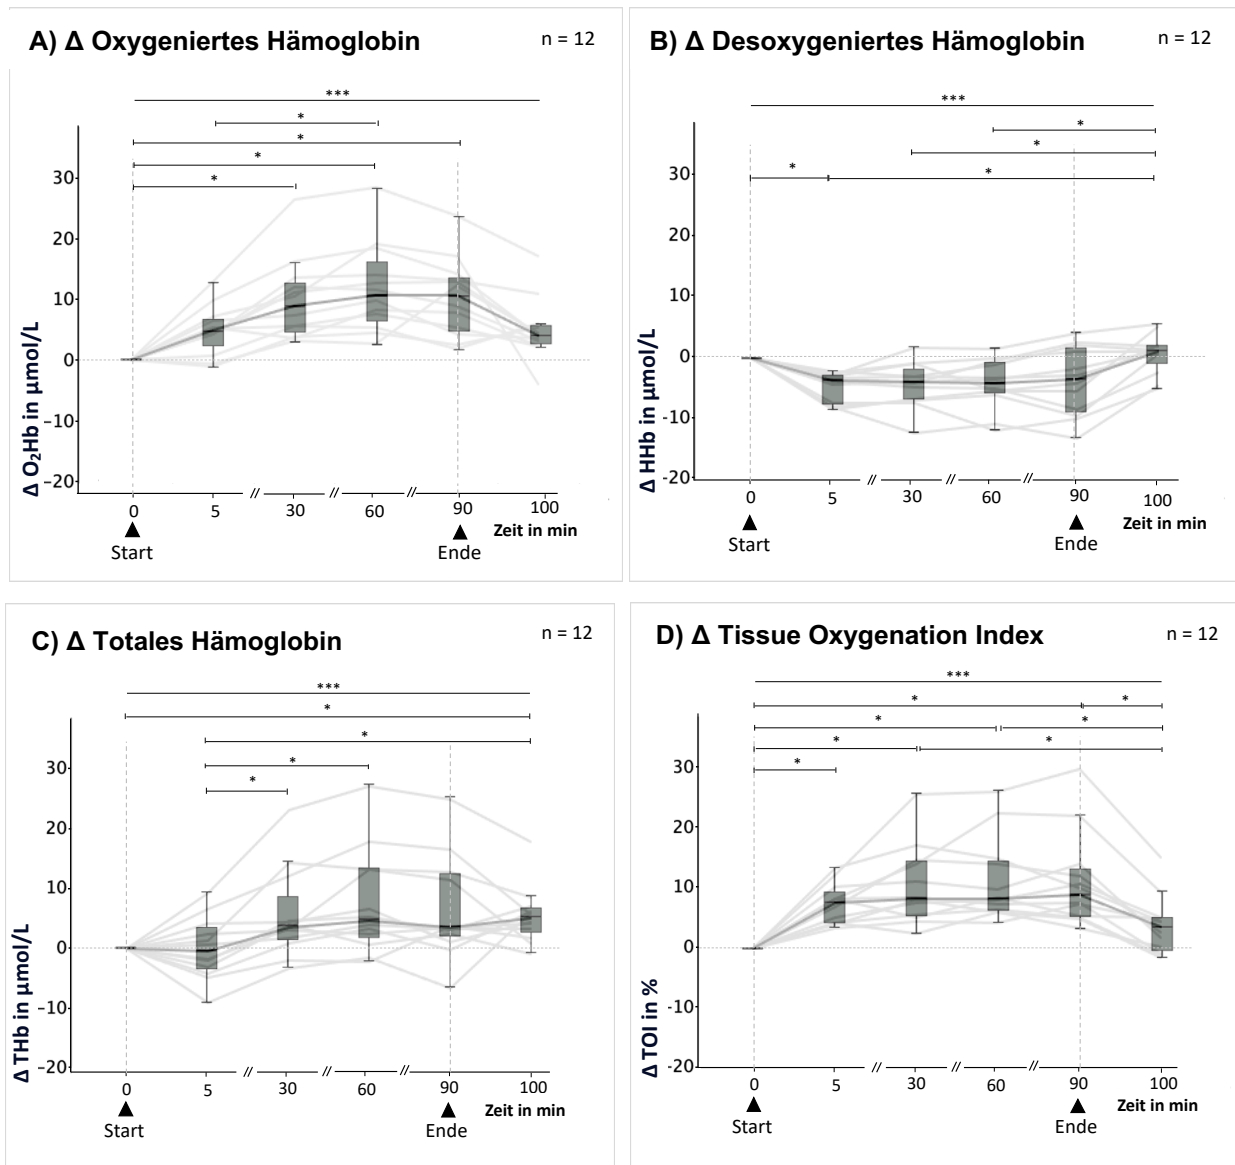 A) Δ Oxygeniertes Hämoglobin
n = 12
***
*
*
*
*
Δ O₂Hb in µmol/L
30
20
10
0
−10
−20
0
5
30
60
90
100
Zeit in min
Start
Ende
B) Δ Desoxygeniertes Hämoglobin
n = 12
***
*
*
*
*
Δ HHb in µmol/L
30
20
10
0
-10
-20
0
5
30
60
90
100
Zeit in min
Start
Ende
C) Δ Totales Hämoglobin
n = 12
***
*
*
*
*
Δ THb in µmol/L
30
20
10
0
−10
−20
0
5
30
60
90
100
Zeit in min
Start
Ende
D) Δ Tissue Oxygenation Index
n = 12
***
*
*
*
*
*
*
*
Δ TOI in %
30
20
10
0
-10
-20
0
5
30
60
90
100
Zeit in min
Start
Ende